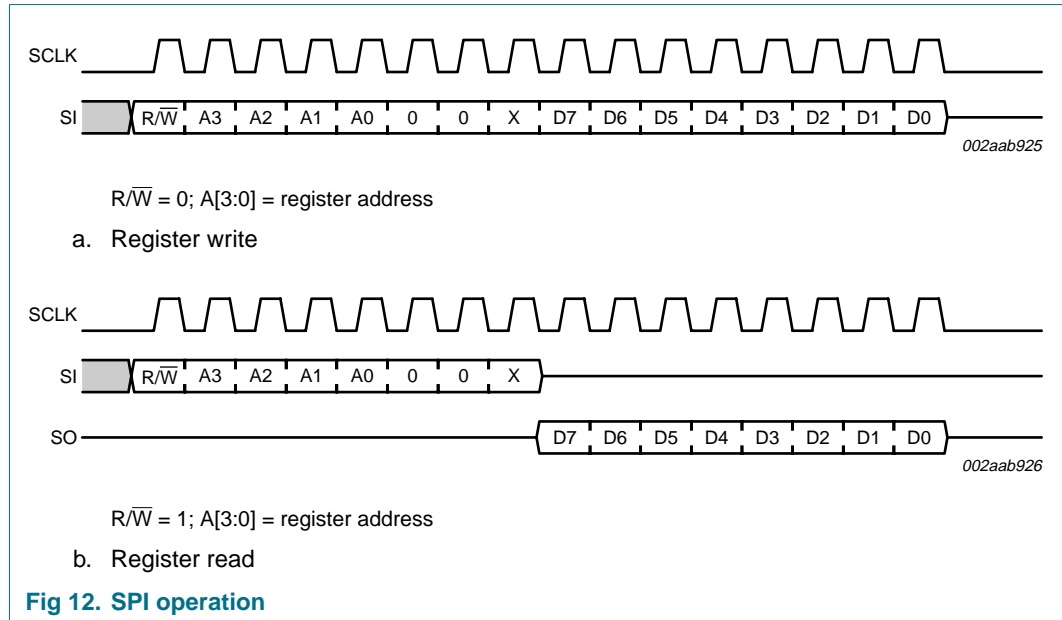 SCLK
SI R/W̅ A3 A2 A1 A0 0 0 X D7 D6 D5 D4 D3 D2 D1 D0
002aab925
R/W̅ = 0; A[3:0] = register address
a. Register write
SCLK
SI R/W̅ A3 A2 A1 A0 0 0 X
SO D7 D6 D5 D4 D3 D2 D1 D0
002aab926
R/W̅ = 1; A[3:0] = register address
b. Register read
Fig 12. SPI operation